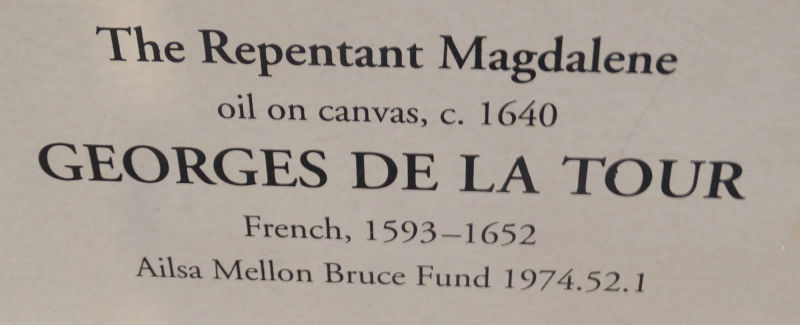 The Repentant Magdalene
oil on canvas, c. 1640
GEORGES DE LA TOUR
French, 1593–1652
Ailsa Mellon Bruce Fund 1974.52.1